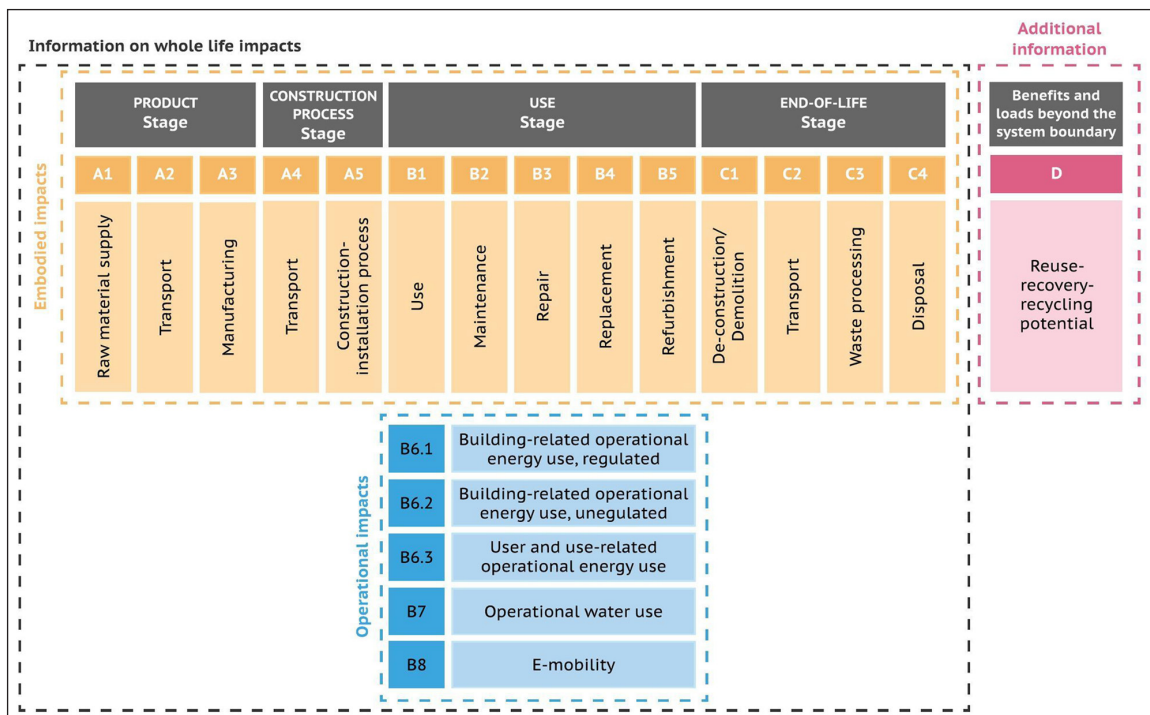 Information on whole life impacts
Additional
information
PRODUCT
Stage
CONSTRUCTION
PROCESS
Stage
USE
Stage
END-OF-LIFE
Stage
Benefits and
loads beyond the
system boundary
A1
A2
A3
A4
A5
B1
B2
B3
B4
B5
C1
C2
C3
C4
D
Embodied impacts
Raw material supply
Transport
Manufacturing
Transport
Construction-
installation process
Use
Maintenance
Repair
Replacement
Refurbishment
De-construction/
Demolition
Transport
Waste processing
Disposal
Reuse-
recovery-
recycling
potential
Operational impacts
B6.1
Building-related operational
energy use, regulated
B6.2
Building-related operational
energy use, unegulated
B6.3
User and use-related
operational energy use
B7
Operational water use
B8
E-mobility